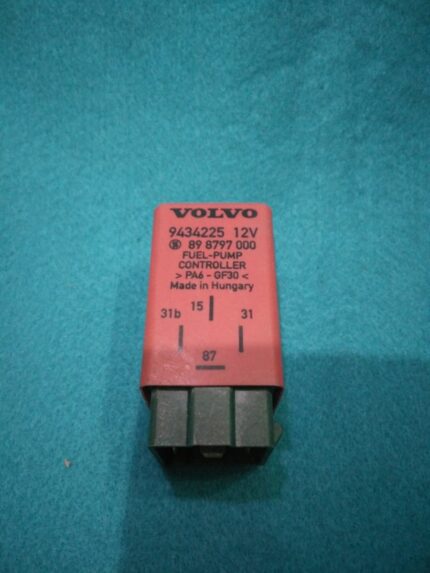 VOLVO
9434225 12V
89 8797 000
FUEL-PUMP
CONTROLLER
> PA6 - GF30 <
Made in Hungary
15
31b 31
87